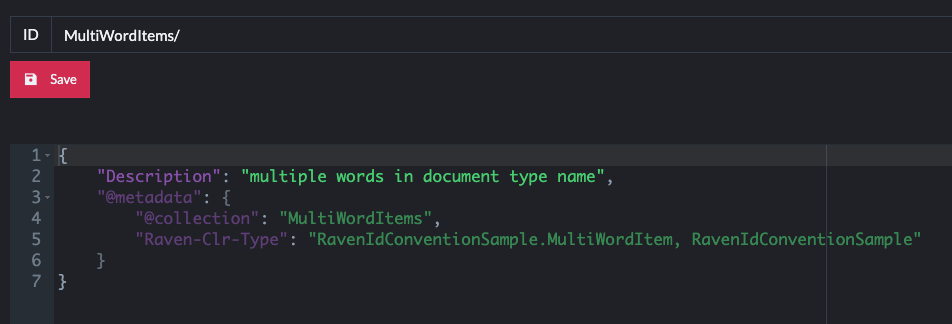 ID MultiWordItems/
Save
1 {
2 "Description": "multiple words in document type name",
3 "@metadata": {
4 "@collection": "MultiWordItems",
5 "Raven-Clr-Type": "RavenIdConventionSample.MultiWordItem, RavenIdConventionSample"
6 }
7 }